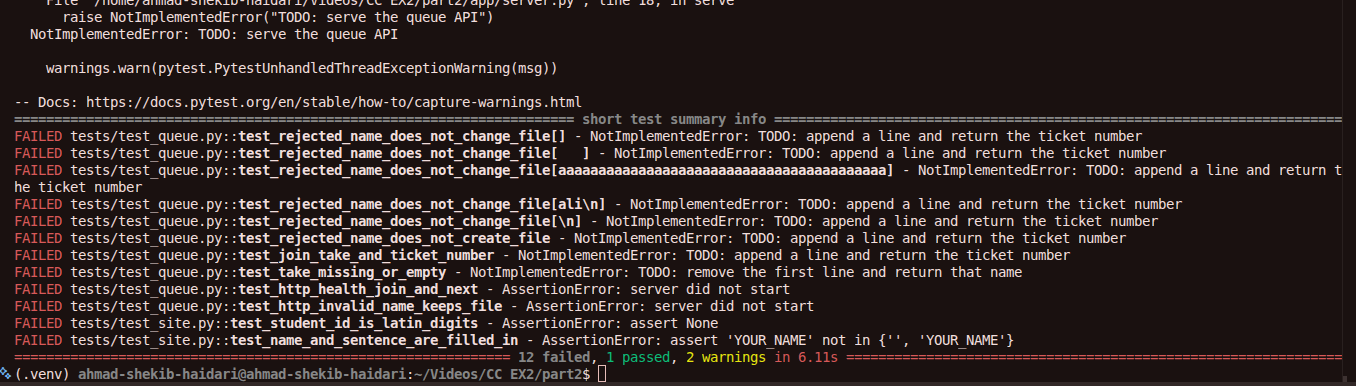 File "/home/ahmad-shekib-haidari/Videos/CC EX2/part2/app/server.py", line 18, in serve
raise NotImplementedError("TODO: serve the queue API")
NotImplementedError: TODO: serve the queue API
warnings.warn(pytest.PytestUnhandledThreadExceptionWarning(msg))
-- Docs: https://docs.pytest.org/en/stable/how-to/capture-warnings.html
short test summary info
FAILED tests/test_queue.py::test_rejected_name_does_not_change_file[] - NotImplementedError: TODO: append a line and return the ticket number
FAILED tests/test_queue.py::test_rejected_name_does_not_change_file[   ] - NotImplementedError: TODO: append a line and return the ticket number
FAILED tests/test_queue.py::test_rejected_name_does_not_change_file[aaaaaaaaaaaaaaaaaaaaaaaaaaaaaaaaaaaaaaaaa] - NotImplementedError: TODO: append a line and return t
he ticket number
FAILED tests/test_queue.py::test_rejected_name_does_not_change_file[ali\n] - NotImplementedError: TODO: append a line and return the ticket number
FAILED tests/test_queue.py::test_rejected_name_does_not_change_file[\n] - NotImplementedError: TODO: append a line and return the ticket number
FAILED tests/test_queue.py::test_rejected_name_does_not_create_file - NotImplementedError: TODO: append a line and return the ticket number
FAILED tests/test_queue.py::test_join_take_and_ticket_number - NotImplementedError: TODO: append a line and return the ticket number
FAILED tests/test_queue.py::test_take_missing_or_empty - NotImplementedError: TODO: remove the first line and return that name
FAILED tests/test_queue.py::test_http_health_join_and_next - AssertionError: server did not start
FAILED tests/test_queue.py::test_http_invalid_name_keeps_file - AssertionError: server did not start
FAILED tests/test_site.py::test_student_id_is_latin_digits - AssertionError: assert None
FAILED tests/test_site.py::test_name_and_sentence_are_filled_in - AssertionError: assert 'YOUR_NAME' not in {'', 'YOUR_NAME'}
12 failed, 1 passed, 2 warnings in 6.11s
(.venv) ahmad-shekib-haidari@ahmad-shekib-haidari:~/Videos/CC EX2/part2$